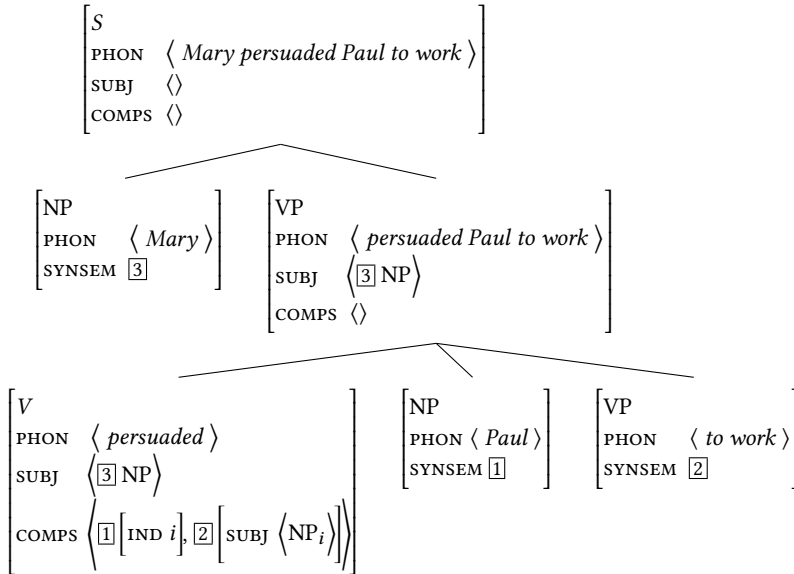 S
PHON ⟨ Mary persuaded Paul to work ⟩
SUBJ ⟨⟩
COMPS ⟨⟩
NP
PHON ⟨ Mary ⟩
SYNSEM 3
VP
PHON ⟨ persuaded Paul to work ⟩
SUBJ ⟨ 3 NP ⟩
COMPS ⟨⟩
V
PHON ⟨ persuaded ⟩
SUBJ ⟨ 3 NP ⟩
COMPS ⟨ 1 [IND i], 2 [SUBJ ⟨NPi⟩] ⟩
NP
PHON ⟨ Paul ⟩
SYNSEM 1
VP
PHON ⟨ to work ⟩
SYNSEM 2